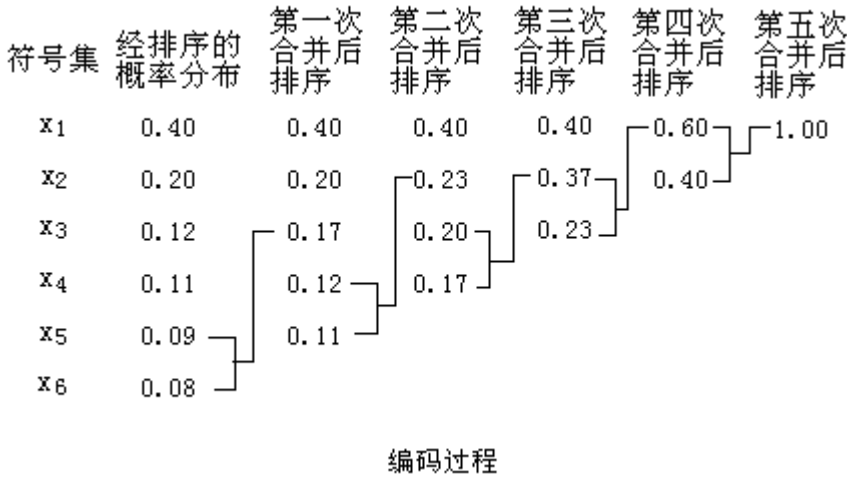 符号集 经排序的概率分布 第一次合并后排序 第二次合并后排序 第三次合并后排序 第四次合并后排序 第五次合并后排序
x1 0.40 0.40 0.40 0.40 0.60 1.00
x2 0.20 0.20 0.23 0.37 0.40
x3 0.12 0.17 0.20 0.23
x4 0.11 0.12 0.17
x5 0.09 0.11
x6 0.08
编码过程